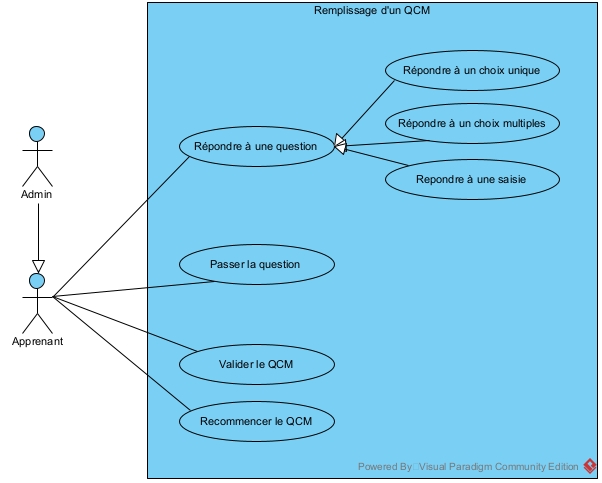 Remplissage d'un QCM
Répondre à un choix unique
Répondre à un choix multiples
Répondre à une question
Repondre à une saisie
Admin
Passer la question
Apprenant
Valider le QCM
Recommencer le QCM
Powered By Visual Paradigm Community Edition